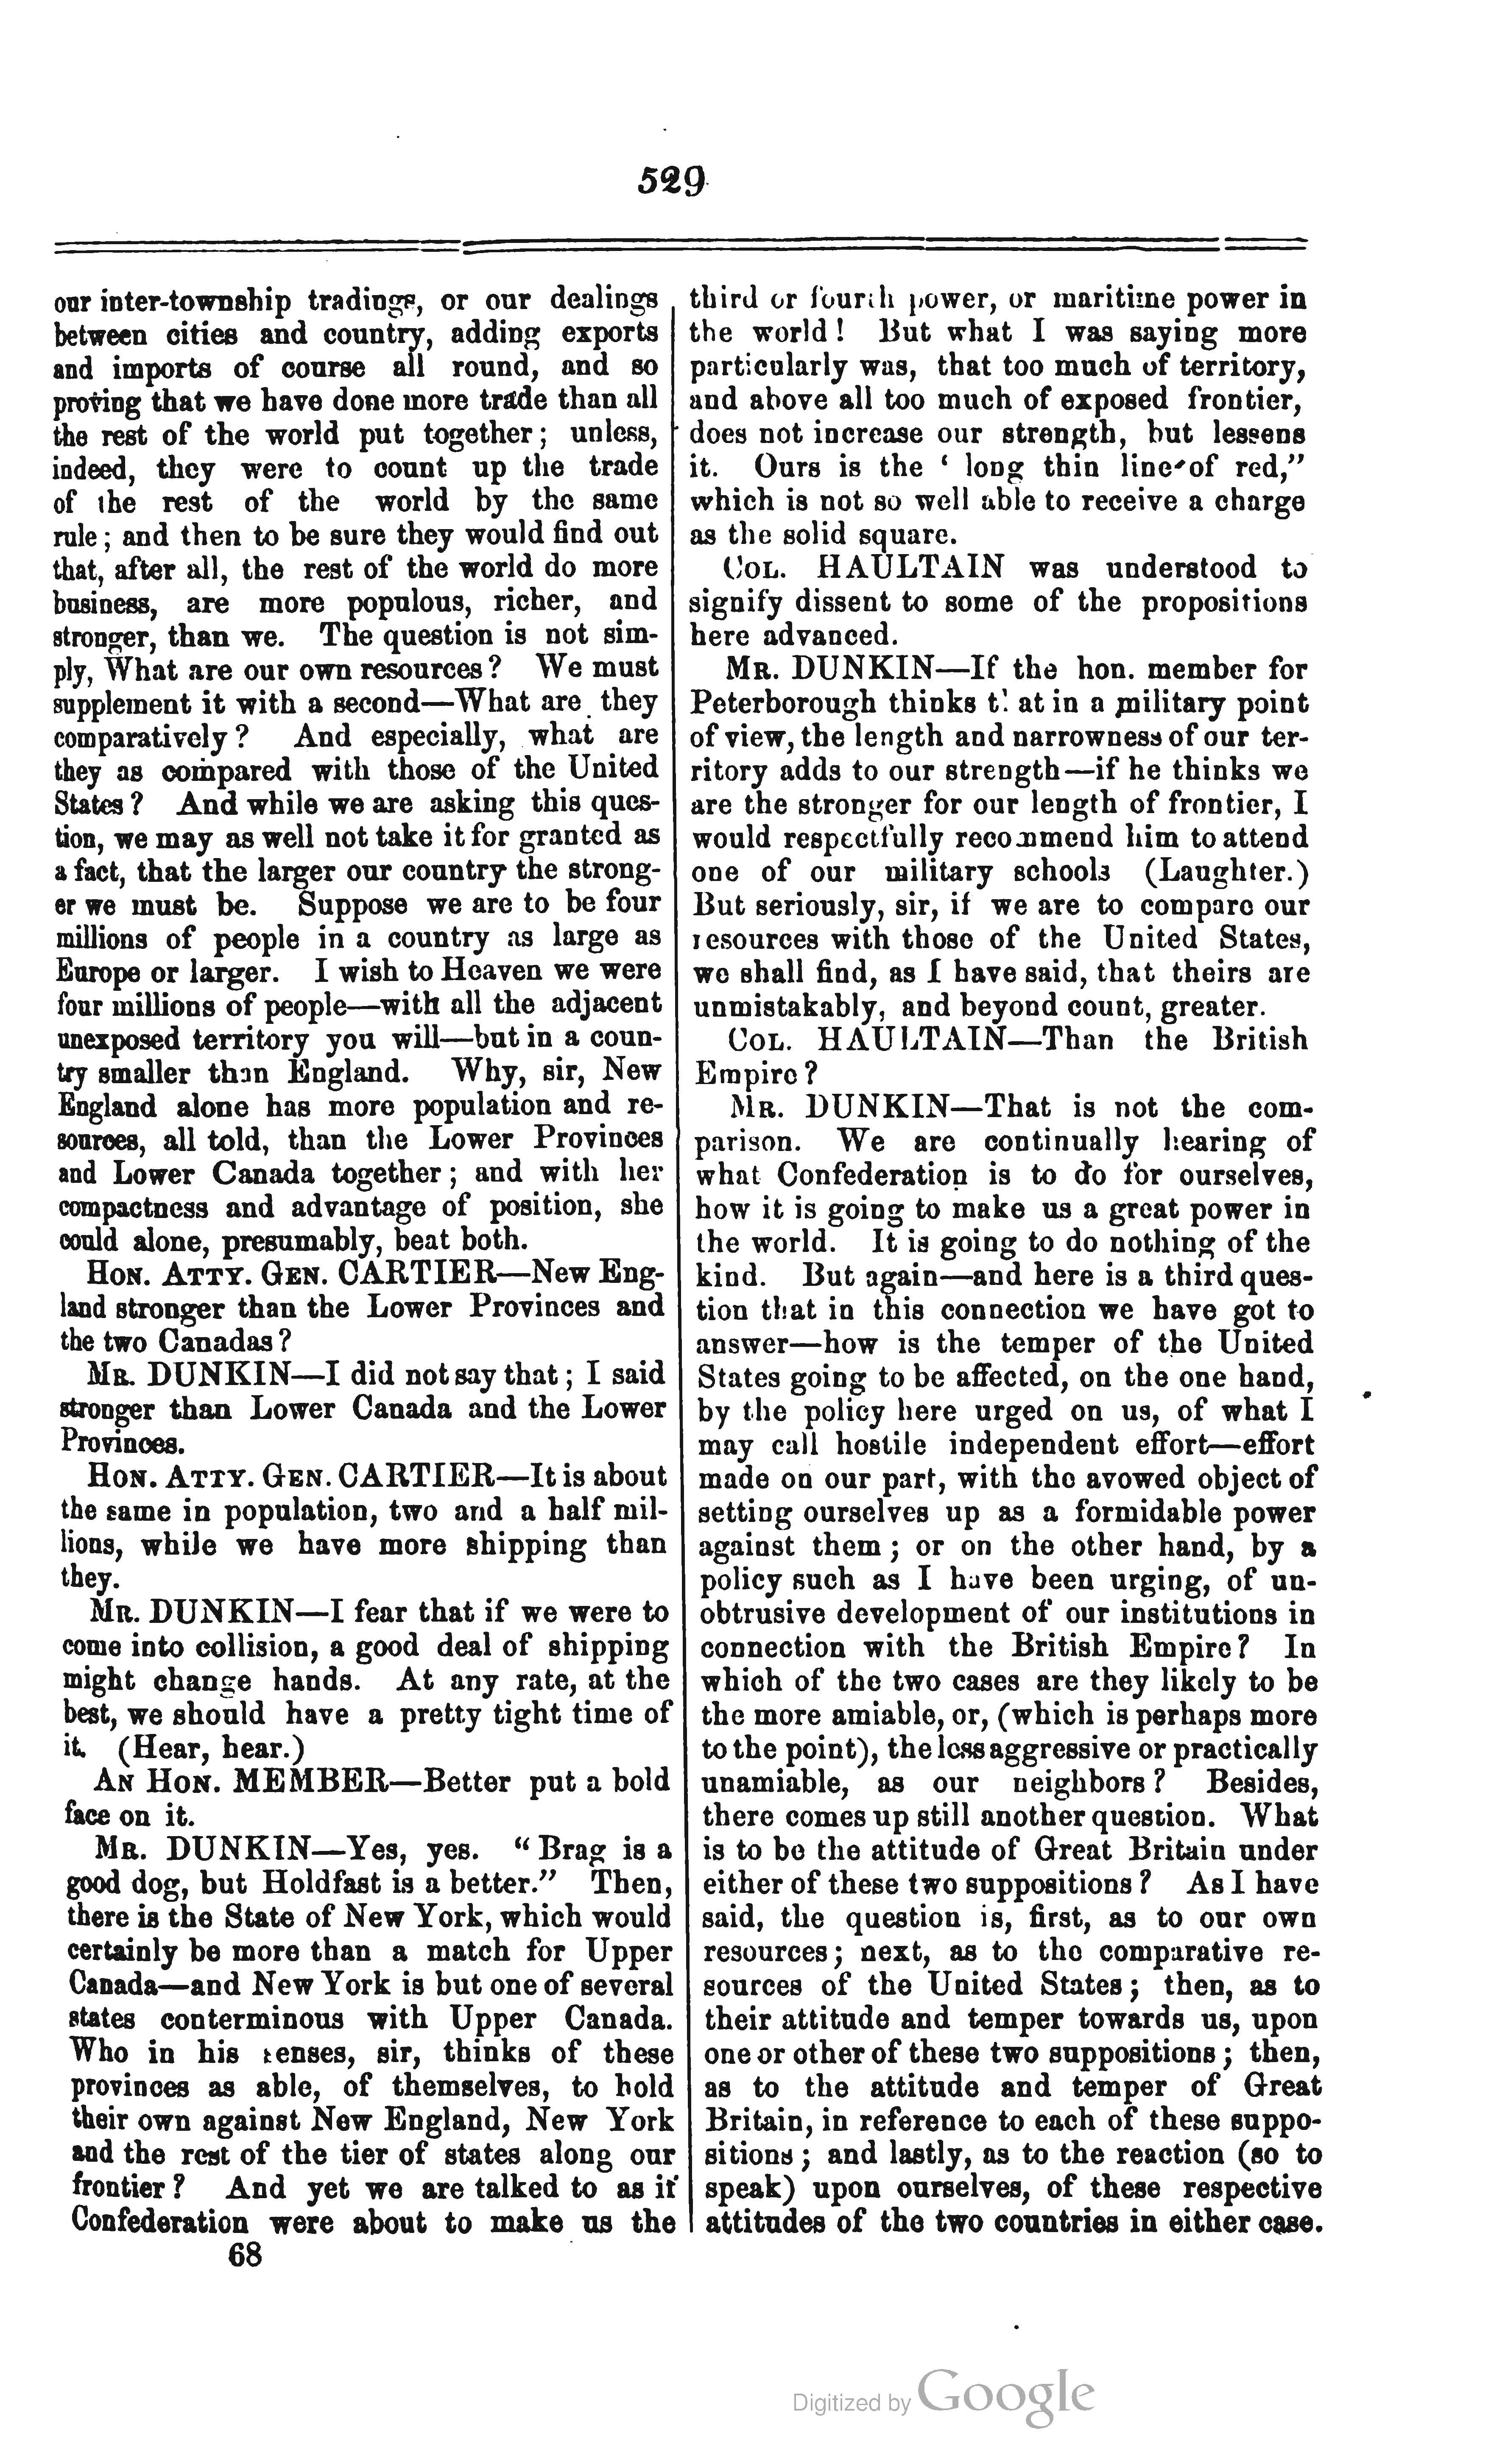 529
our inter-township tradings, or our dealings
between cities and country, adding exports
and imports of course all round, and so
proving that we have done more trade than all
the rest of the world put together; unless,
indeed, they were to count up the trade
of the rest of the world by the same
rule; and then to be sure they would find out
that, after all, the rest of the world do more
business, are more populous, richer, and
stronger, than we. The question is not sim-
ply, What are our own resources? We must
supplement it with a second—What are they
comparatively? And especially, what are
they as compared with those of the United
States? And while we are asking this ques-
tion, we may as well not take it for granted as
a fact, that the larger our country the strong-
er we must be. Suppose we are to be four
millions of people in a country as large as
Europe or larger. I wish to Heaven we were
four millions of people—with all the adjacent
unexposed territory you will—but in a coun-
try smaller than England. Why, sir, New
England alone has more population and re-
sources, all told, than the Lower Provinces
and Lower Canada together; and with her
compactness and advantage of position, she
could alone, presumably, beat both.
HON. ATTY. GEN. CARTIER—New Eng-
land stronger than the Lower Provinces and
the two Canadas?
MR. DUNKIN—I did not say that; I said
stronger than Lower Canada and the Lower
Provinces.
HON. ATTY. GEN. CARTIER—It is about
the same in population, two and a half mil-
lions, while we have more shipping than
they.
MR. DUNKIN—I fear that if we were to
come into collision, a good deal of shipping
might change hands. At any rate, at the
best, we should have a pretty tight time of
it. (Hear, hear.)
AN HON. MEMBER—Better put a bold
face on it.
MR. DUNKIN—Yes, yes. "Brag is a
good dog, but Holdfast is a better." Then,
there is the State of New York, which would
certainly be more than a match for Upper
Canada—and New York is but one of several
states conterminous with Upper Canada.
Who in his senses, sir, thinks of these
provinces as able, of themselves, to hold
their own against New England, New York
and the rest of the tier of states along our
frontier? And yet we are talked to as if
Confederation were about to make us the
68
third or fourth power, or maritime power in
the world! But what I was saying more
particularly was, that too much of territory,
and above all too much of exposed frontier,
does not increase our strength, but lessens
it. Ours is the ' long thin line of red,"
which is not so well able to receive a charge
as the solid square.
COL. HAULTAIN was understood to
signify dissent to some of the propositions
here advanced.
MR. DUNKIN—If the hon. member for
Peterborough thinks that in a military point
of view, the length and narrowness of our ter-
ritory adds to our strength—if he thinks we
are the stronger for our length of frontier, I
would respectfully recommend him to attend
one of our military schools (Laughter.)
But seriously, sir, if we are to compare our
resources with those of the United States,
we shall find, as I have said, that theirs are
unmistakably, and beyond count, greater.
COL. HAULTAIN—Than the British
Empire?
MR. DUNKIN—That is not the com-
parison. We are continually hearing of
what Confederation is to do for ourselves,
how it is going to make us a great power in
the world. It is going to do nothing of the
kind. But again—and here is a third ques-
tion that in this connection we have got to
answer—how is the temper of the United
States going to be affected, on the one hand,
by the policy here urged on us, of what I
may call hostile independent effort—effort
made on our part, with the avowed object of
setting ourselves up as a formidable power
against them; or on the other hand, by a
policy such as I have been urging, of un-
obtrusive development of our institutions in
connection with the British Empire? In
which of the two cases are they likely to be
the more amiable, or, (which is perhaps more
to the point), the less aggressive or practically
unamiable, as our neighbors? Besides,
there comes up still another question. What
is to be the attitude of Great Britain under
either of these two suppositions? As I have
said, the question is, first, as to our own
resources; next, as to the comparative re-
sources of the United States; then, as to
their attitude and temper towards us, upon
one or other of these two suppositions; then,
as to the attitude and temper of Great
Britain, in reference to each of these suppo-
sitions; and lastly, as to the reaction (so to
speak) upon ourselves, of these respective
attitudes of the two countries in either case.
Digitized by Google